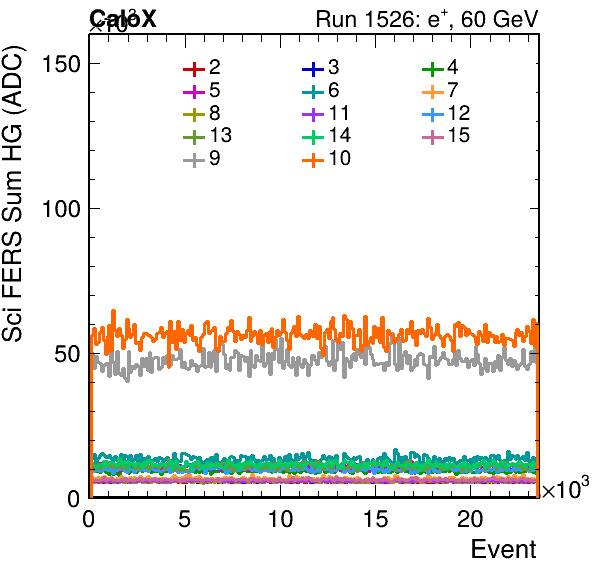 ×10³
CaloX
Run 1526: e⁺, 60 GeV
Sci FERS Sum HG (ADC)
150
100
50
0
2 3 4
5 6 7
8 11 12
13 14 15
9 10
0 5 10 15 20
×10³
Event